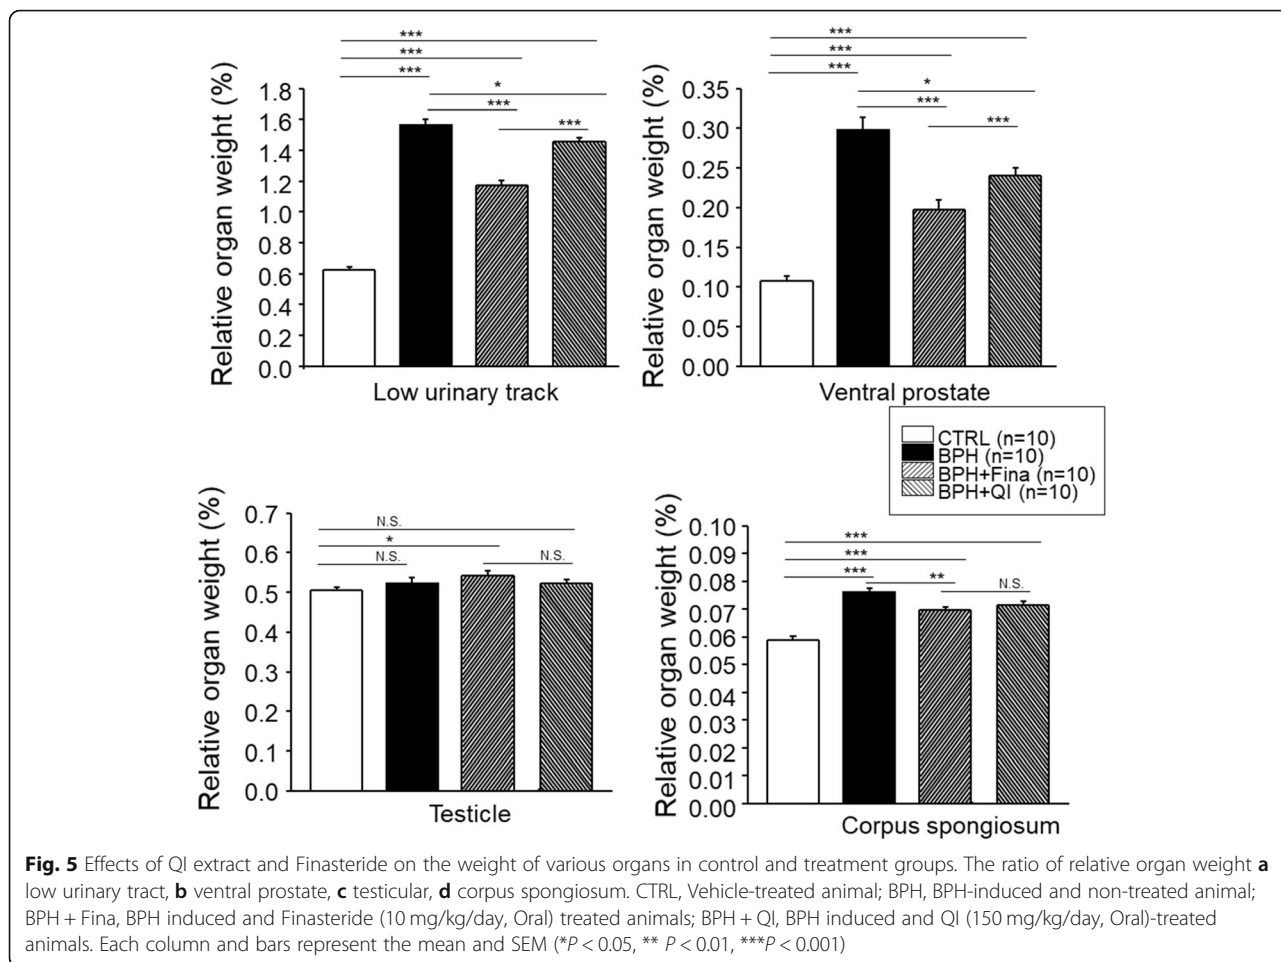 ***
***
***
*
***
***
Relative organ weight (%)
1.8
1.6
1.4
1.2
1.0
0.8
0.6
0.4
0.2
0.0
Low urinary track
***
***
***
*
***
***
Relative organ weight (%)
0.35
0.30
0.25
0.20
0.15
0.10
0.05
0.00
Ventral prostate
CTRL (n=10)
BPH (n=10)
BPH+Fina (n=10)
BPH+QI (n=10)
N.S.
*
N.S.
N.S.
Relative organ weight (%)
0.7
0.6
0.5
0.4
0.3
0.2
0.1
0.0
Testicle
***
***
***
**
N.S.
Relative organ weight (%)
0.10
0.09
0.08
0.07
0.06
0.05
0.04
0.03
0.02
0.01
0.00
Corpus spongiosum
Fig. 5 Effects of QI extract and Finasteride on the weight of various organs in control and treatment groups. The ratio of relative organ weight a
low urinary tract, b ventral prostate, c testicular, d corpus spongiosum. CTRL, Vehicle-treated animal; BPH, BPH-induced and non-treated animal;
BPH + Fina, BPH induced and Finasteride (10 mg/kg/day, Oral) treated animals; BPH + QI, BPH induced and QI (150 mg/kg/day, Oral)-treated
animals. Each column and bars represent the mean and SEM (*P < 0.05, ** P < 0.01, ***P < 0.001)